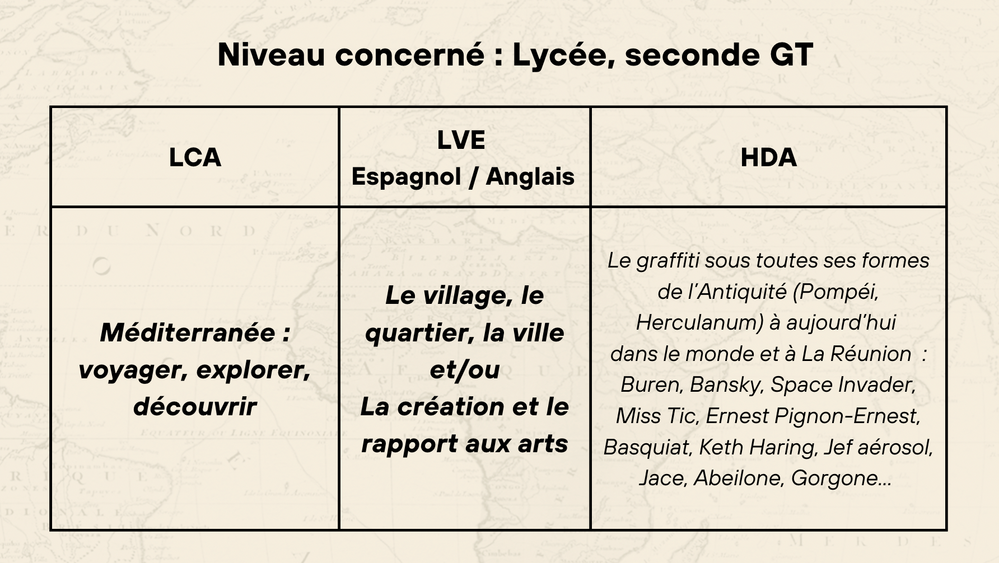 Niveau concerné : Lycée, seconde GT
LCA
LVE
Espagnol / Anglais
HDA
Méditerranée :
voyager, explorer,
découvrir
Le village, le
quartier, la ville
et/ou
La création et le
rapport aux arts
Le graffiti sous toutes ses formes
de l’Antiquité (Pompéi,
Herculanum) à aujourd’hui
dans le monde et à La Réunion :
Buren, Bansky, Space Invader,
Miss Tic, Ernest Pignon-Ernest,
Basquiat, Keth Haring, Jef aérosol,
Jace, Abeilone, Gorgone...